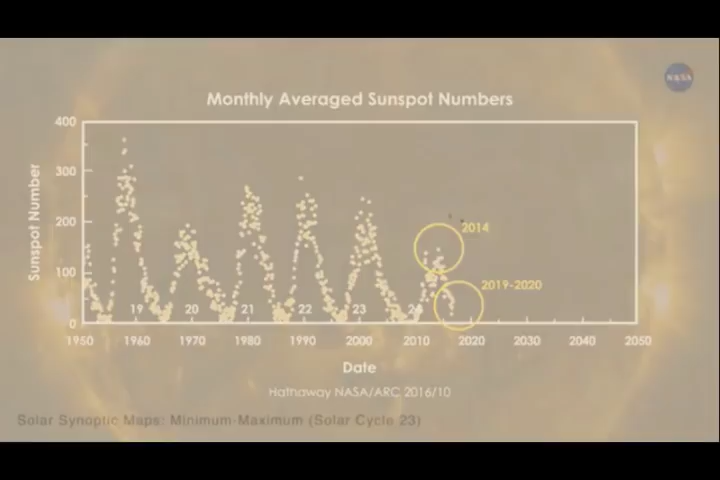 NASA
Monthly Averaged Sunspot Numbers
400
300
200
100
0
Sunspot Number
2014
2019-2020
19 20 21 22 23 24
1950 1960 1970 1980 1990 2000 2010 2020 2030 2040 2050
Date
Hathaway NASA/ARC 2016/10
Solar Synoptic Maps: Minimum-Maximum (Solar Cycle 23)